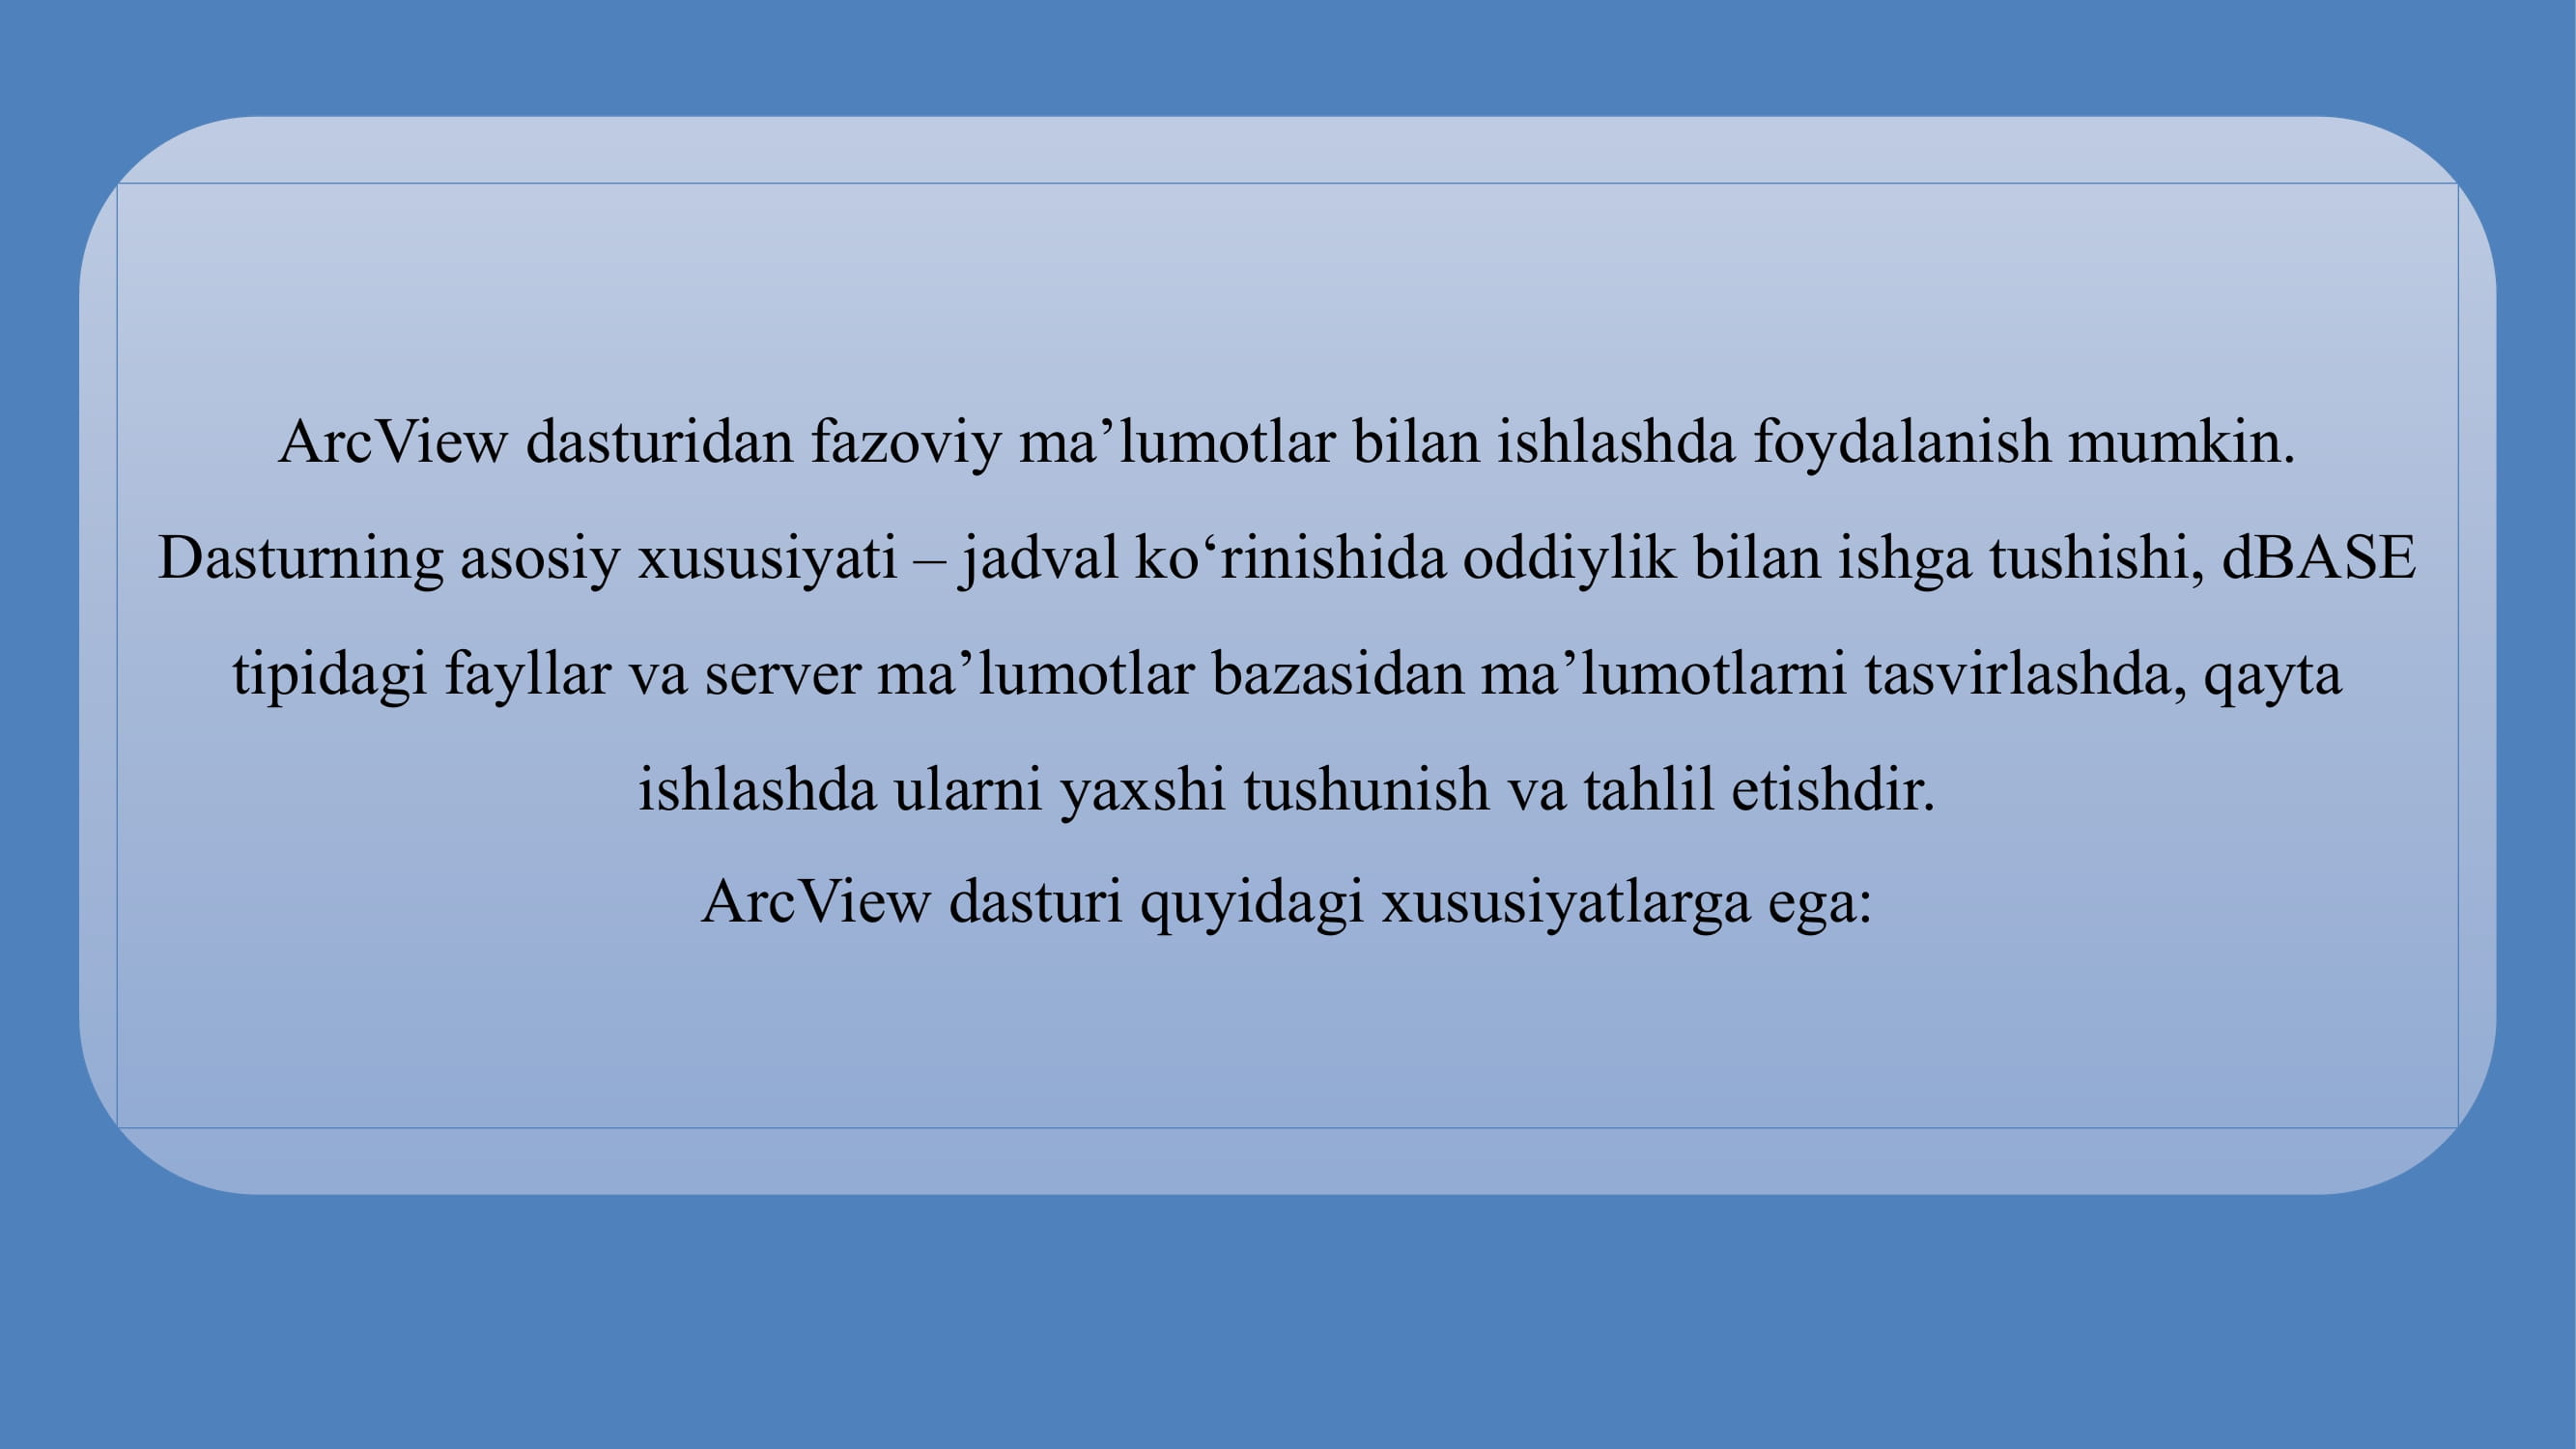 ArcView dasturidan fazoviy ma’lumotlar bilan ishlashda foydalanish mumkin.
Dasturning asosiy xususiyati – jadval ko‘rinishida oddiylik bilan ishga tushishi, dBASE
tipidagi fayllar va server ma’lumotlar bazasidan ma’lumotlarni tasvirlashda, qayta
ishlashda ularni yaxshi tushunish va tahlil etishdir.
ArcView dasturi quyidagi xususiyatlarga ega: